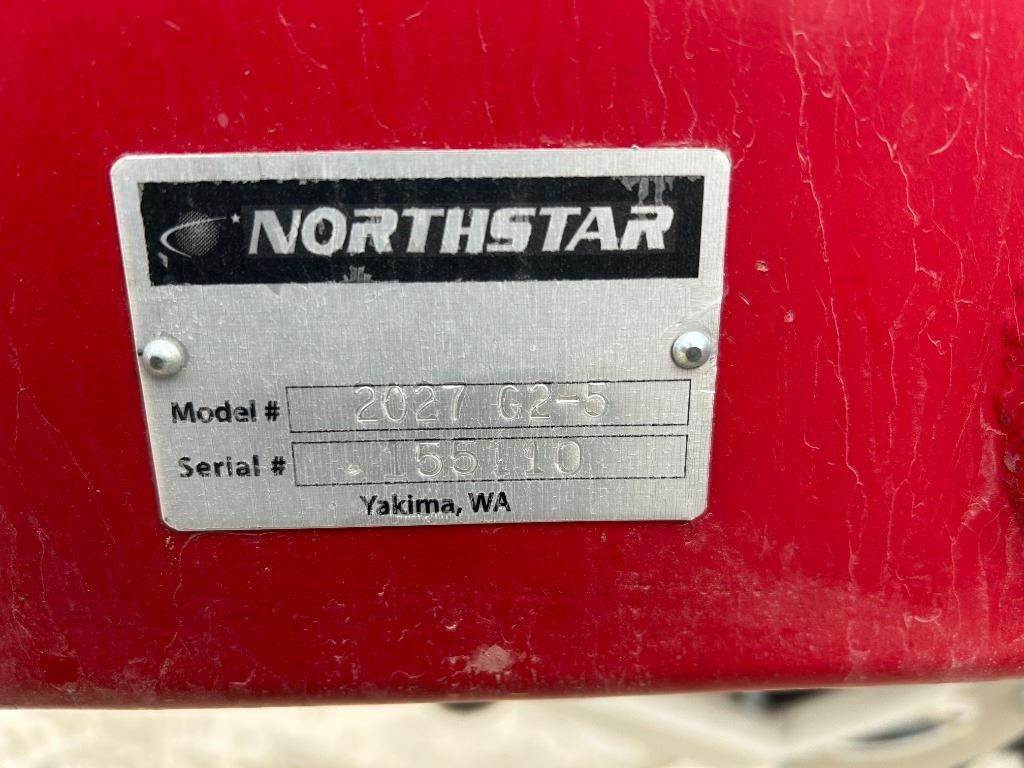 NORTHSTAR
Model # 2027 G2-5
Serial # 155110
Yakima, WA